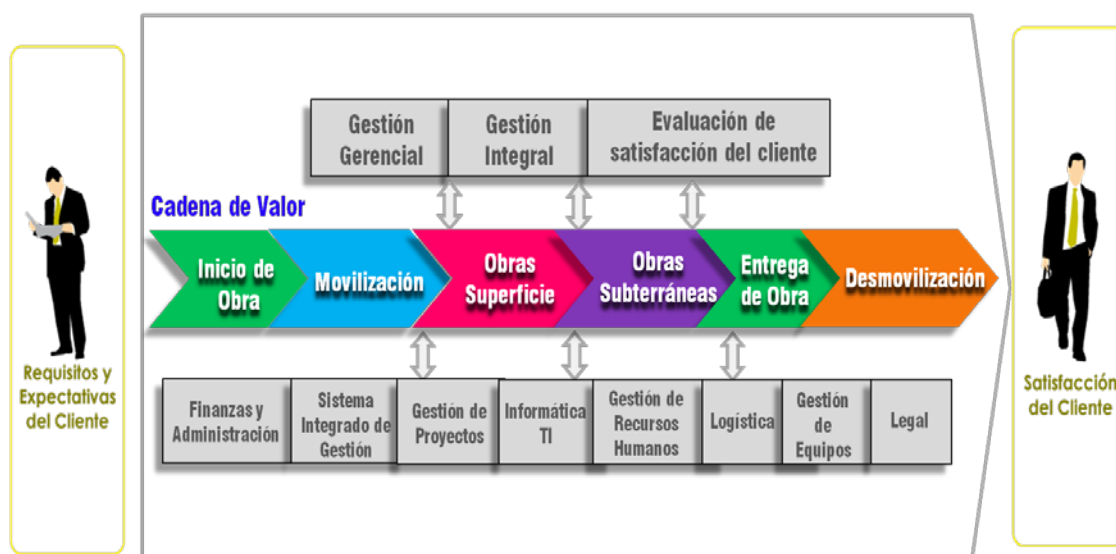 Gestión
Gerencial
Gestión
Integral
Evaluación de
satisfacción del cliente
Cadena de Valor
Inicio de
Obra
Movilización
Obras
Superficie
Obras
Subterráneas
Entrega
de Obra
Desmovilización
Requisitos y
Expectativas
del Cliente
Satisfacción
del Cliente
Finanzas y
Administración
Sistema
Integrado de
Gestión
Gestión de
Proyectos
Informática
TI
Gestión de
Recursos
Humanos
Logística
Gestión
de
Equipos
Legal